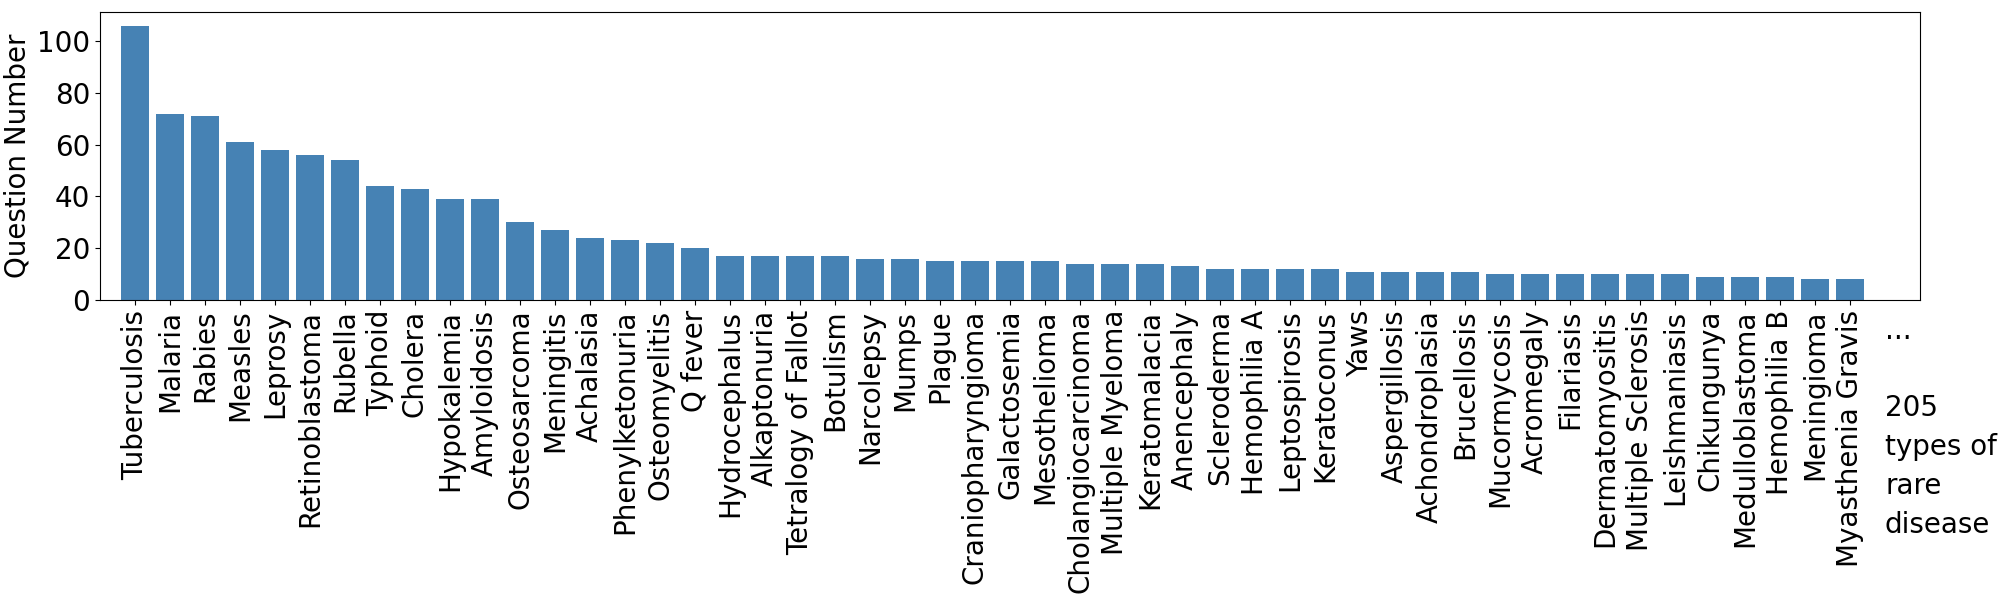 Question Number
100
80
60
40
20
0
Tuberculosis
Malaria
Rabies
Measles
Leprosy
Retinoblastoma
Rubella
Typhoid
Cholera
Hypokalemia
Amyloidosis
Osteosarcoma
Meningitis
Achalasia
Phenylketonuria
Osteomyelitis
Q fever
Hydrocephalus
Alkaptonuria
Tetralogy of Fallot
Botulism
Narcolepsy
Mumps
Plague
Craniopharyngioma
Galactosemia
Mesothelioma
Cholangiocarcinoma
Multiple Myeloma
Keratomalacia
Anencephaly
Scleroderma
Hemophilia A
Leptospirosis
Keratoconus
Yaws
Aspergillosis
Achondroplasia
Brucellosis
Mucormycosis
Acromegaly
Filariasis
Dermatomyositis
Multiple Sclerosis
Leishmaniasis
Chikungunya
Medulloblastoma
Hemophilia B
Meningioma
Myasthenia Gravis
...
205
types of
rare
disease